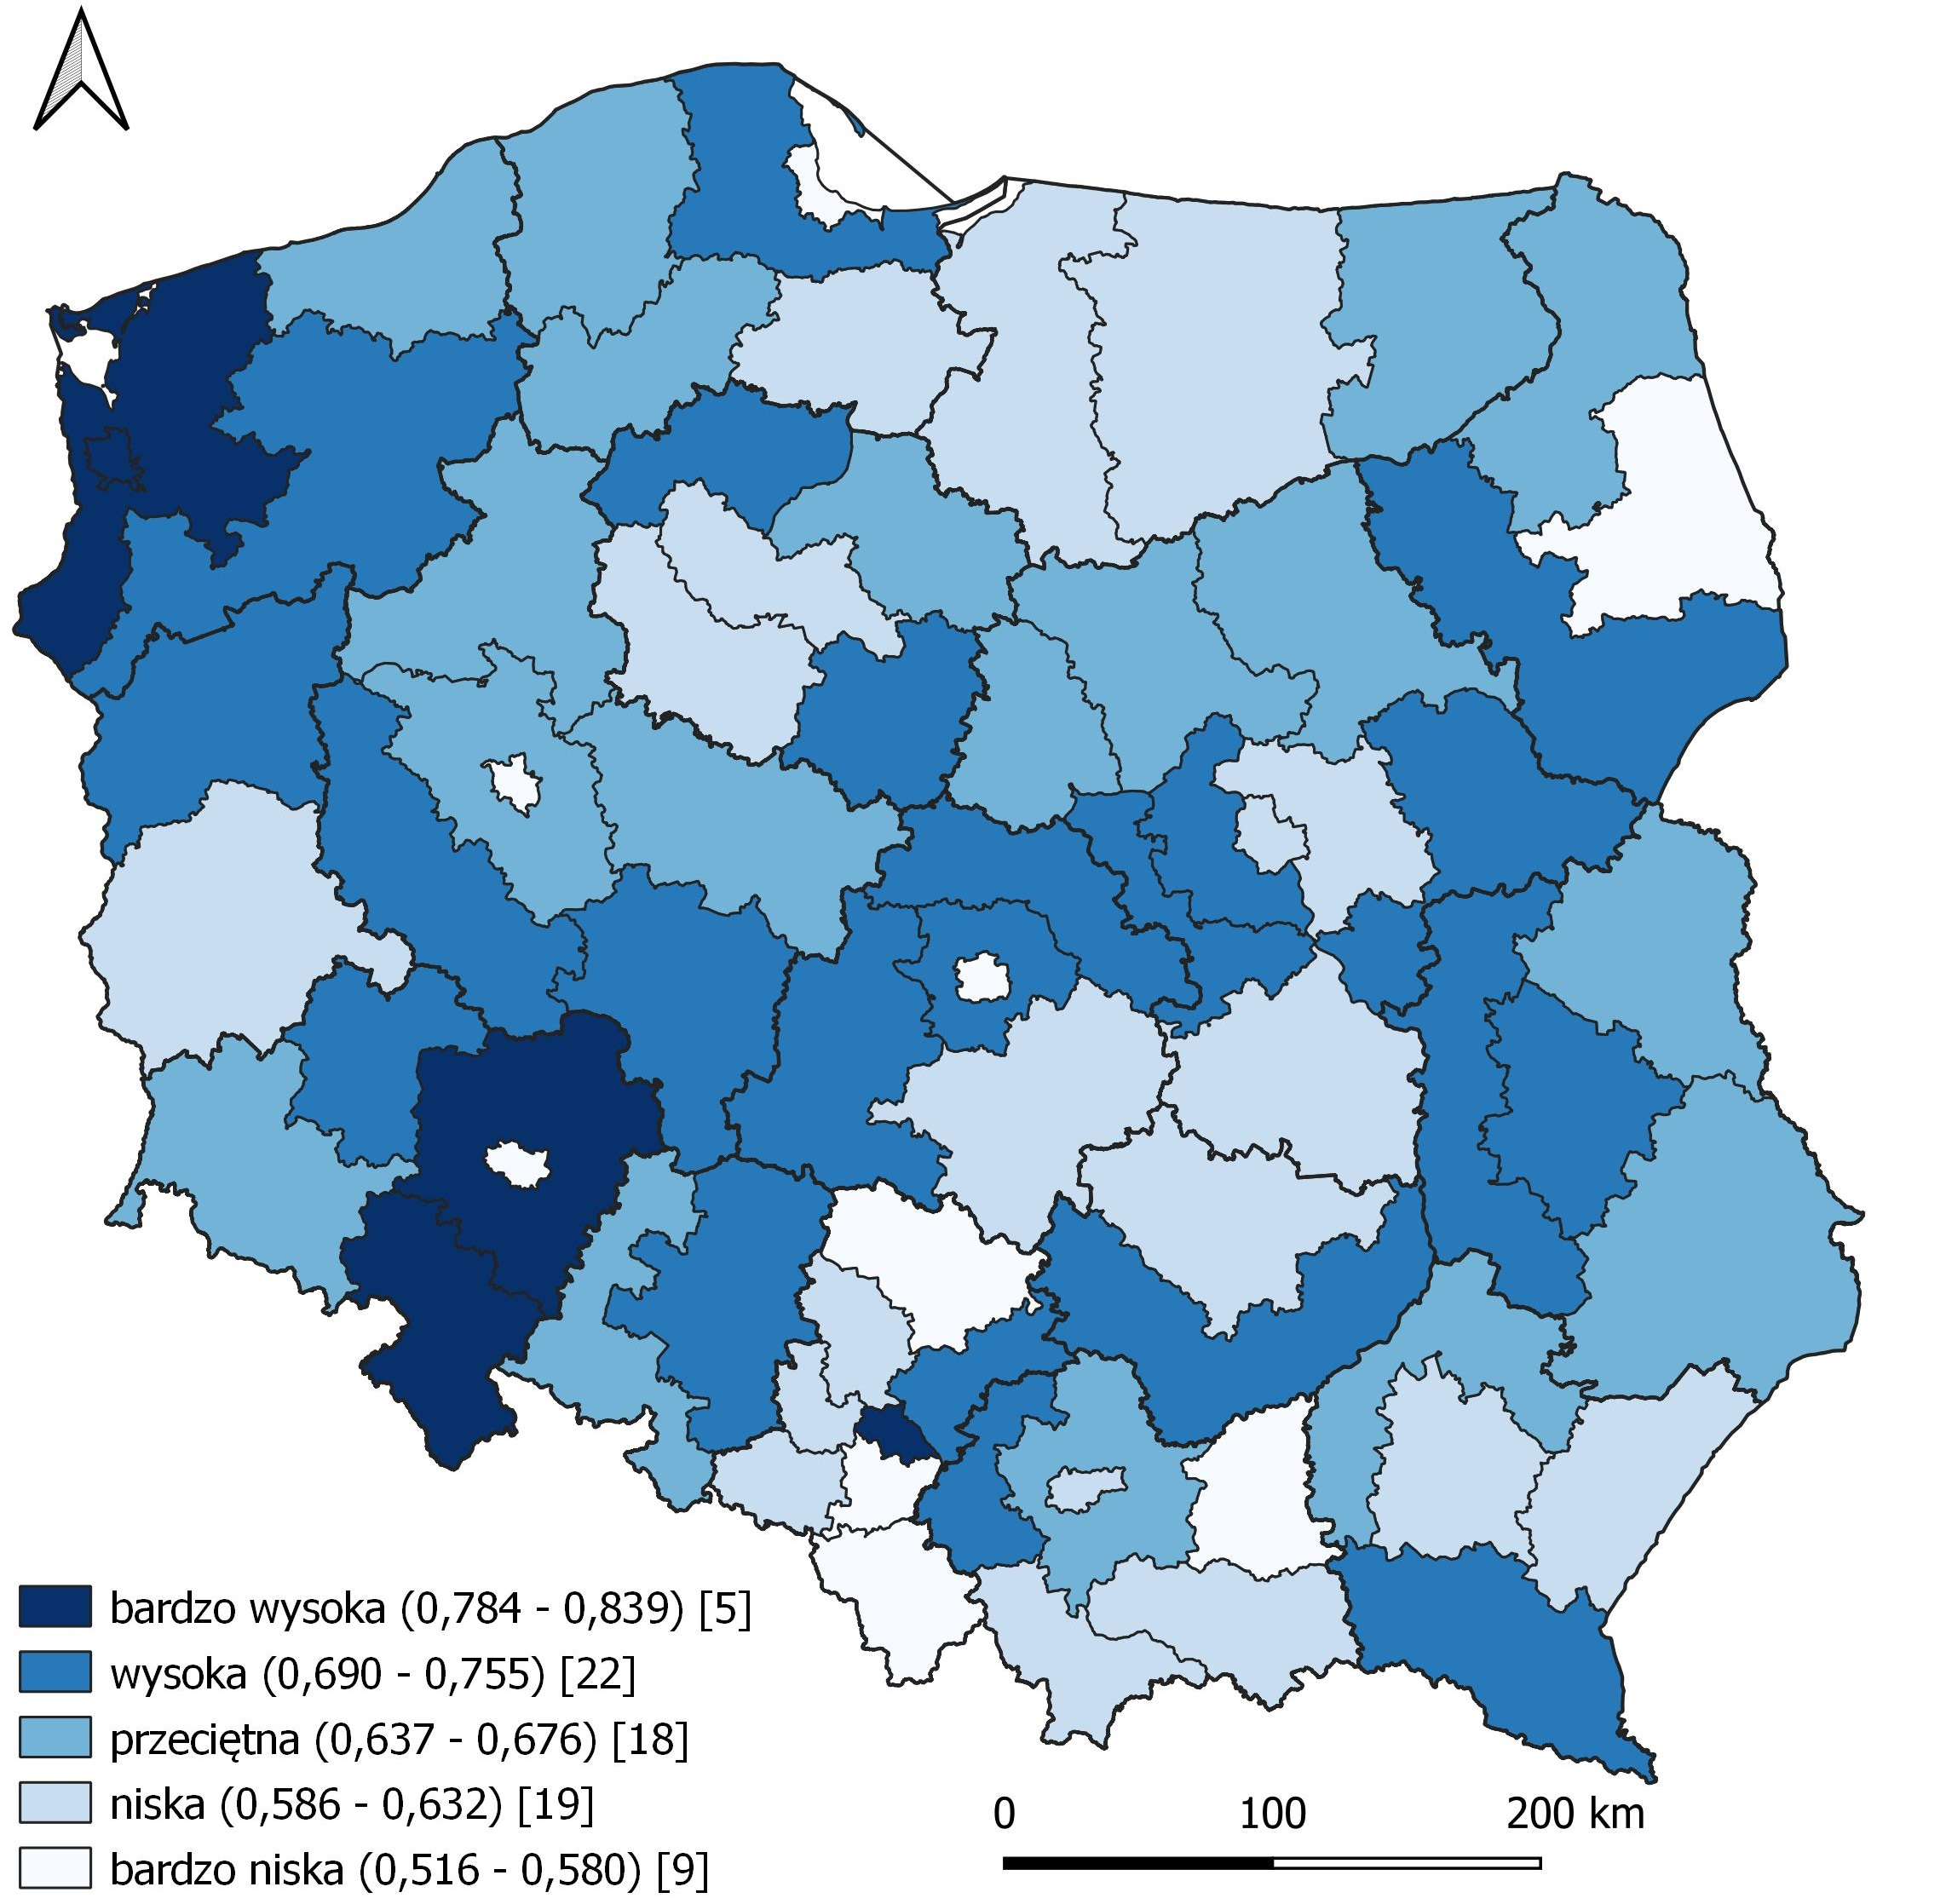 bardzo wysoka (0,784 - 0,839) [5]
wysoka (0,690 - 0,755) [22]
przeciętna (0,637 - 0,676) [18]
niska (0,586 - 0,632) [19]
bardzo niska (0,516 - 0,580) [9]
0 100 200 km